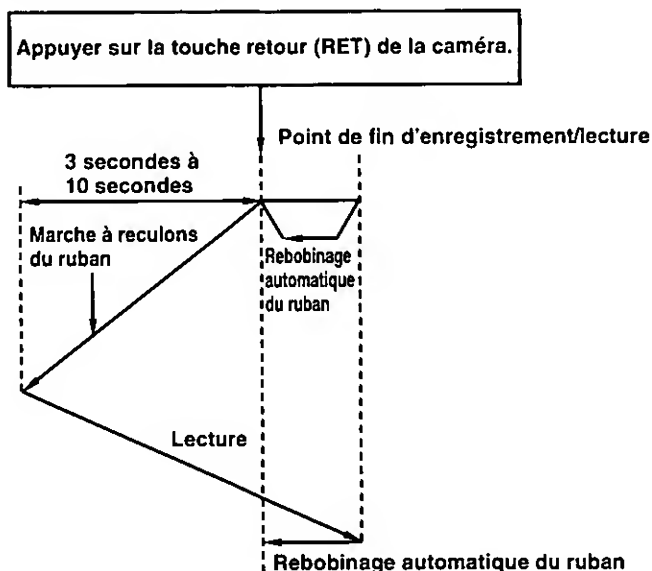 Appuyer sur la touche retour (RET) de la caméra.
Point de fin d'enregistrement/lecture
3 secondes à
10 secondes
Marche à reculons
du ruban
Rebobinage
automatique
du ruban
Lecture
Rebobinage automatique du ruban